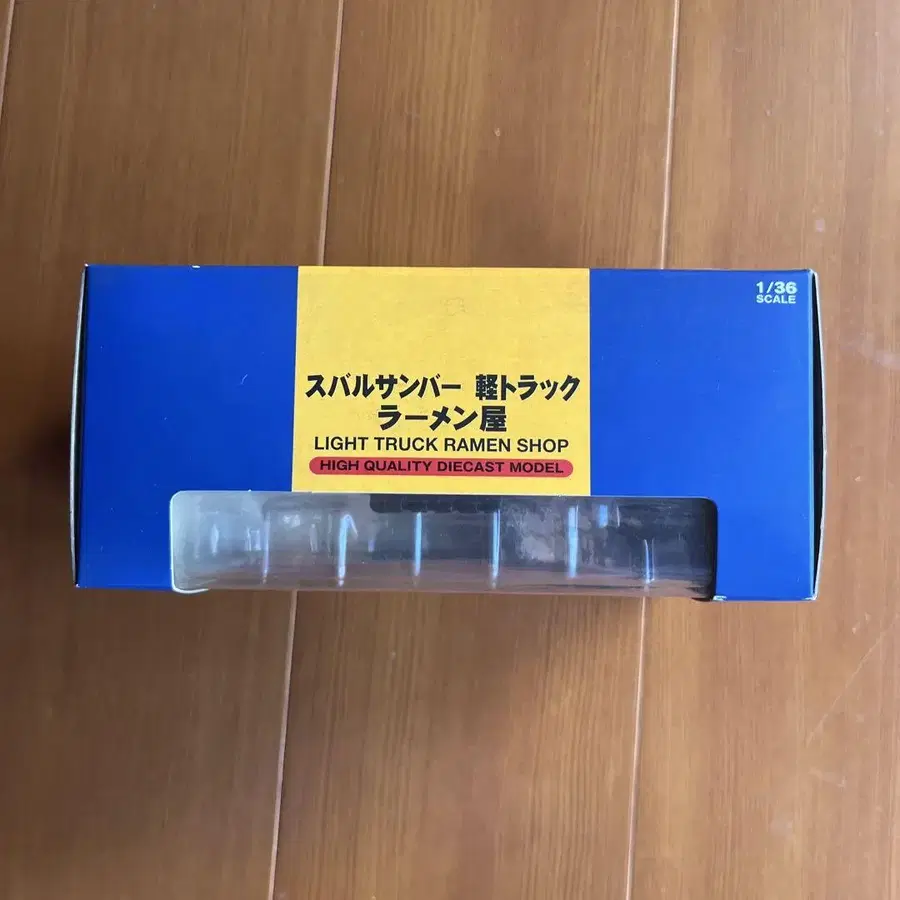 1/36
SCALE
スバルサンバー 軽トラック
ラーメン屋
LIGHT TRUCK RAMEN SHOP
HIGH QUALITY DIECAST MODEL